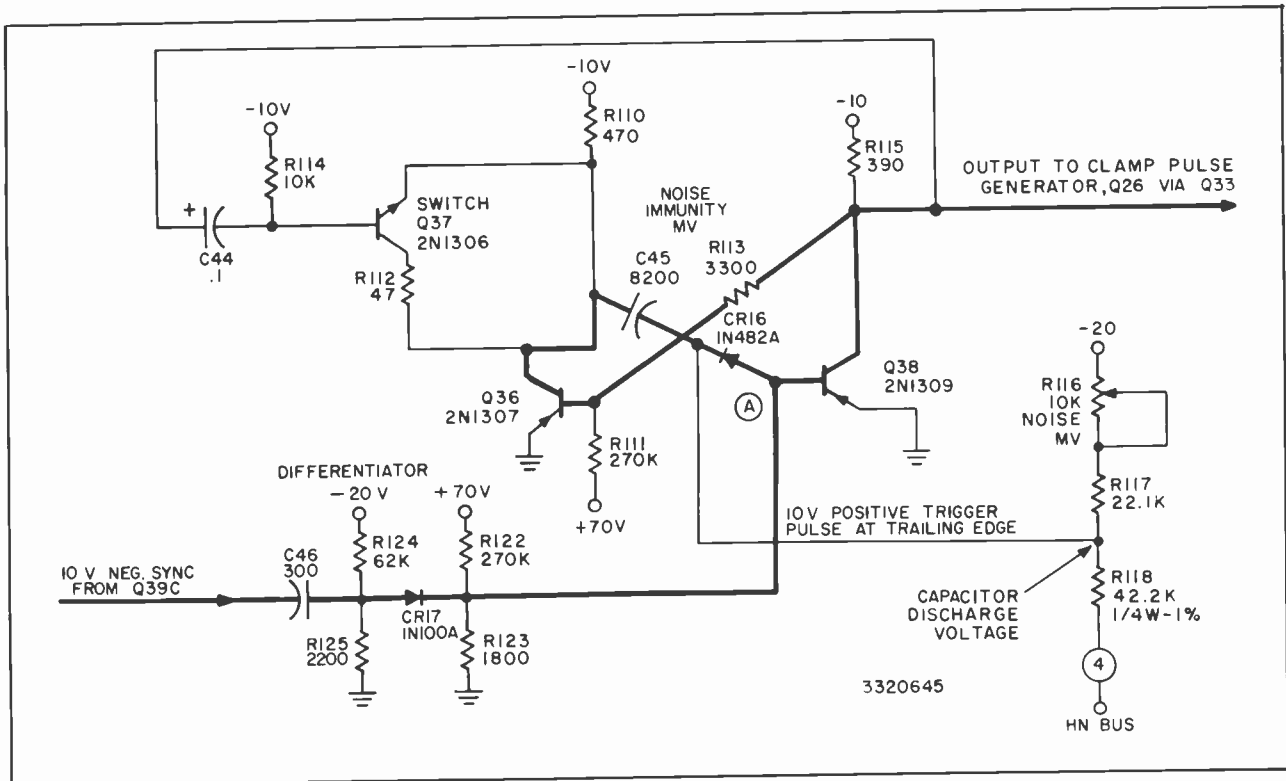 -10V
R114
10K
+
C44
.1
SWITCH
Q37
2N1306
R112
47
-10V
R110
470
NOISE
IMMUNITY
MV
C45
8200
R113
3300
CR16
IN482A
-10
R115
390
OUTPUT TO CLAMP PULSE
GENERATOR, Q26 VIA Q33
Q36
2N1307
R111
270K
+70V
A
Q38
2N1309
-20
R116
10K
NOISE
MV
R117
22.1K
10V POSITIVE TRIGGER
PULSE AT TRAILING EDGE
R118
42.2K
1/4W-1%
CAPACITOR
DISCHARGE
VOLTAGE
4
HN BUS
DIFFERENTIATOR
-20V
+70V
R124
62K
R122
270K
10 V NEG. SYNC
FROM Q39C
C46
300
CR17
IN100A
R125
2200
R123
1800
3320645